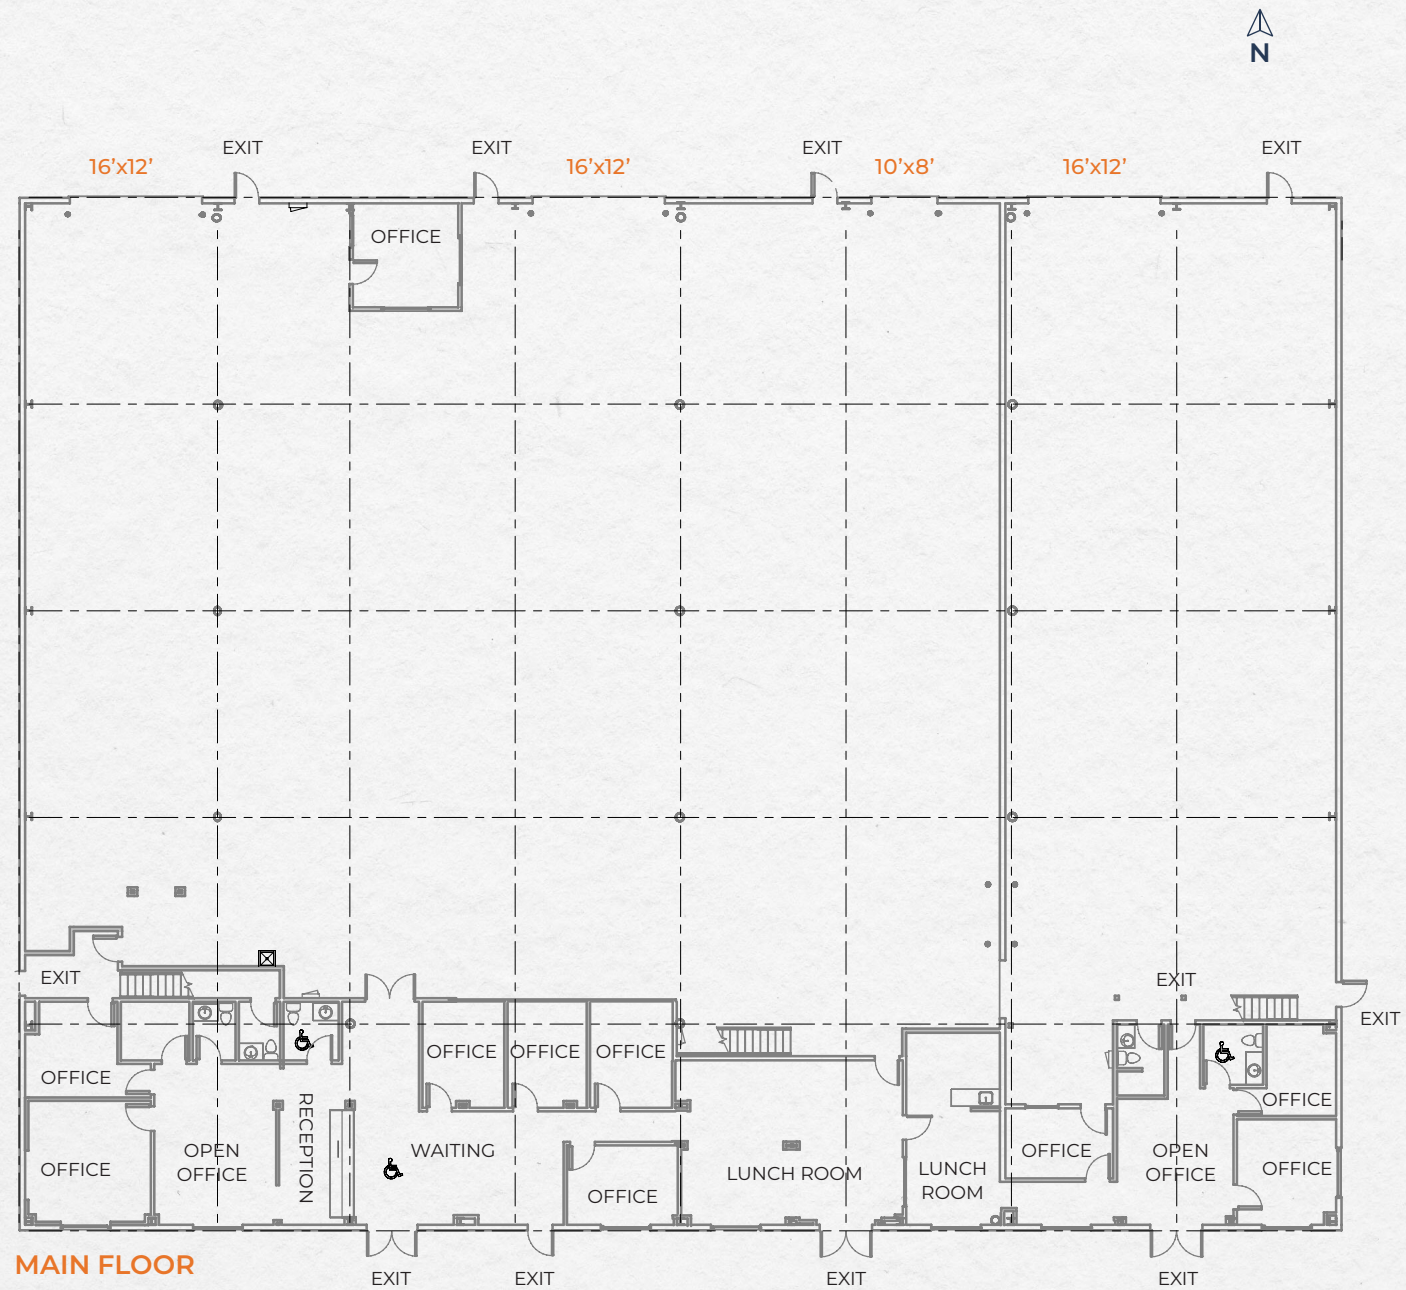 N
EXIT
EXIT
EXIT
EXIT
16’x12’
16’x12’
10’x8’
16’x12’
OFFICE
EXIT
EXIT
EXIT
OFFICE
OFFICE
OFFICE
OFFICE
OFFICE
OFFICE
RECEPTION
OPEN
OFFICE
WAITING
OFFICE
OPEN
OFFICE
OFFICE
OFFICE
LUNCH ROOM
LUNCH
ROOM
OFFICE
MAIN FLOOR
EXIT
EXIT
EXIT
EXIT